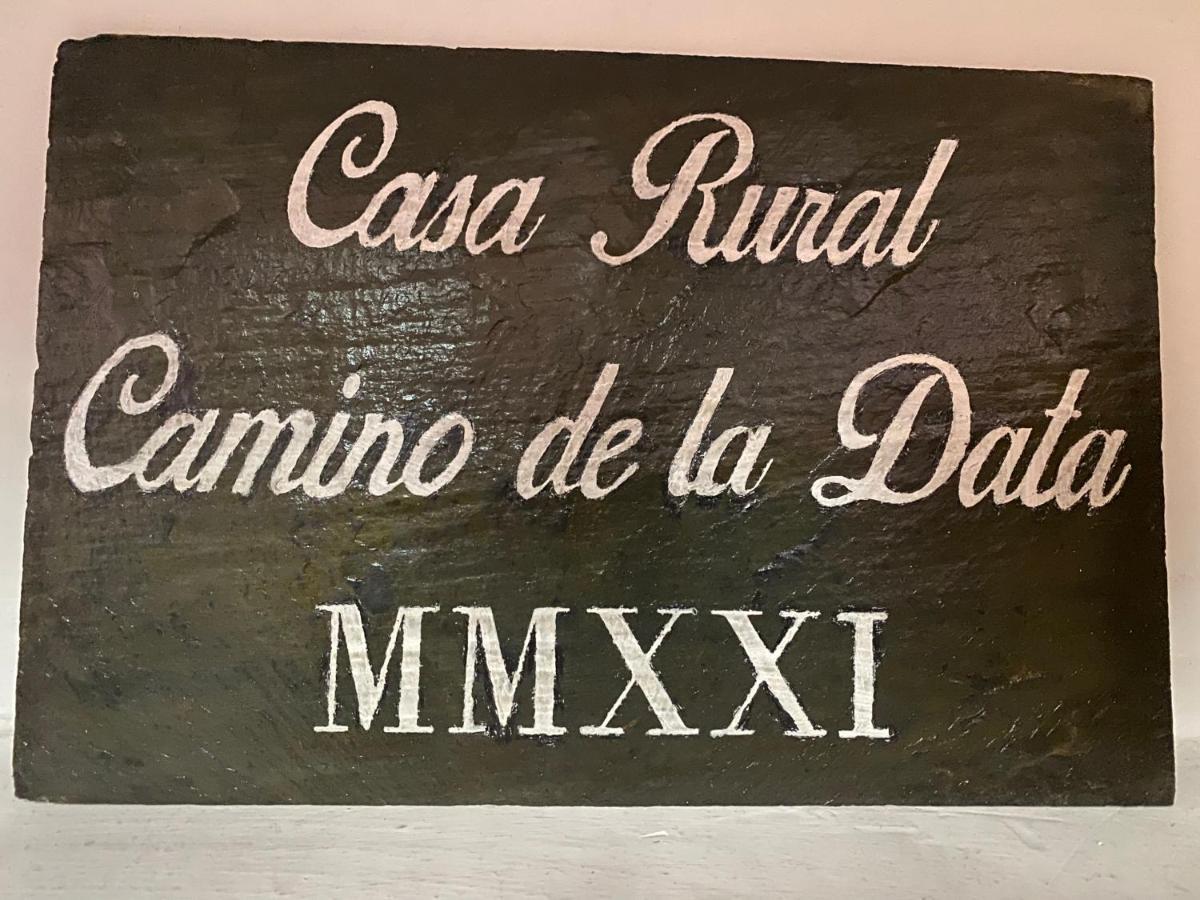 Casa Rural
Camino de la Data
MMXXI